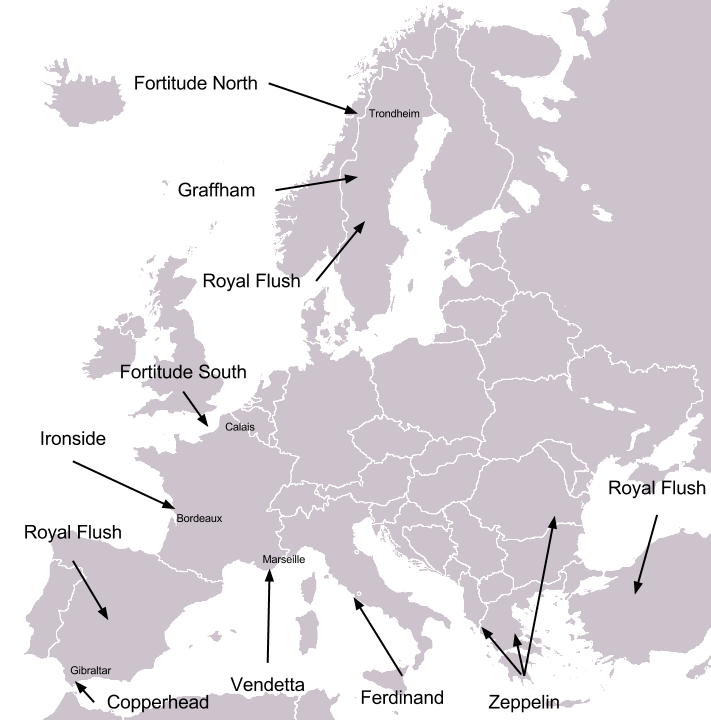 Fortitude North
Trondheim
Graffham
Royal Flush
Fortitude South
Calais
Ironside
Royal Flush
Bordeaux
Royal Flush
Marseille
Gibraltar
Vendetta
Ferdinand
Copperhead
Zeppelin